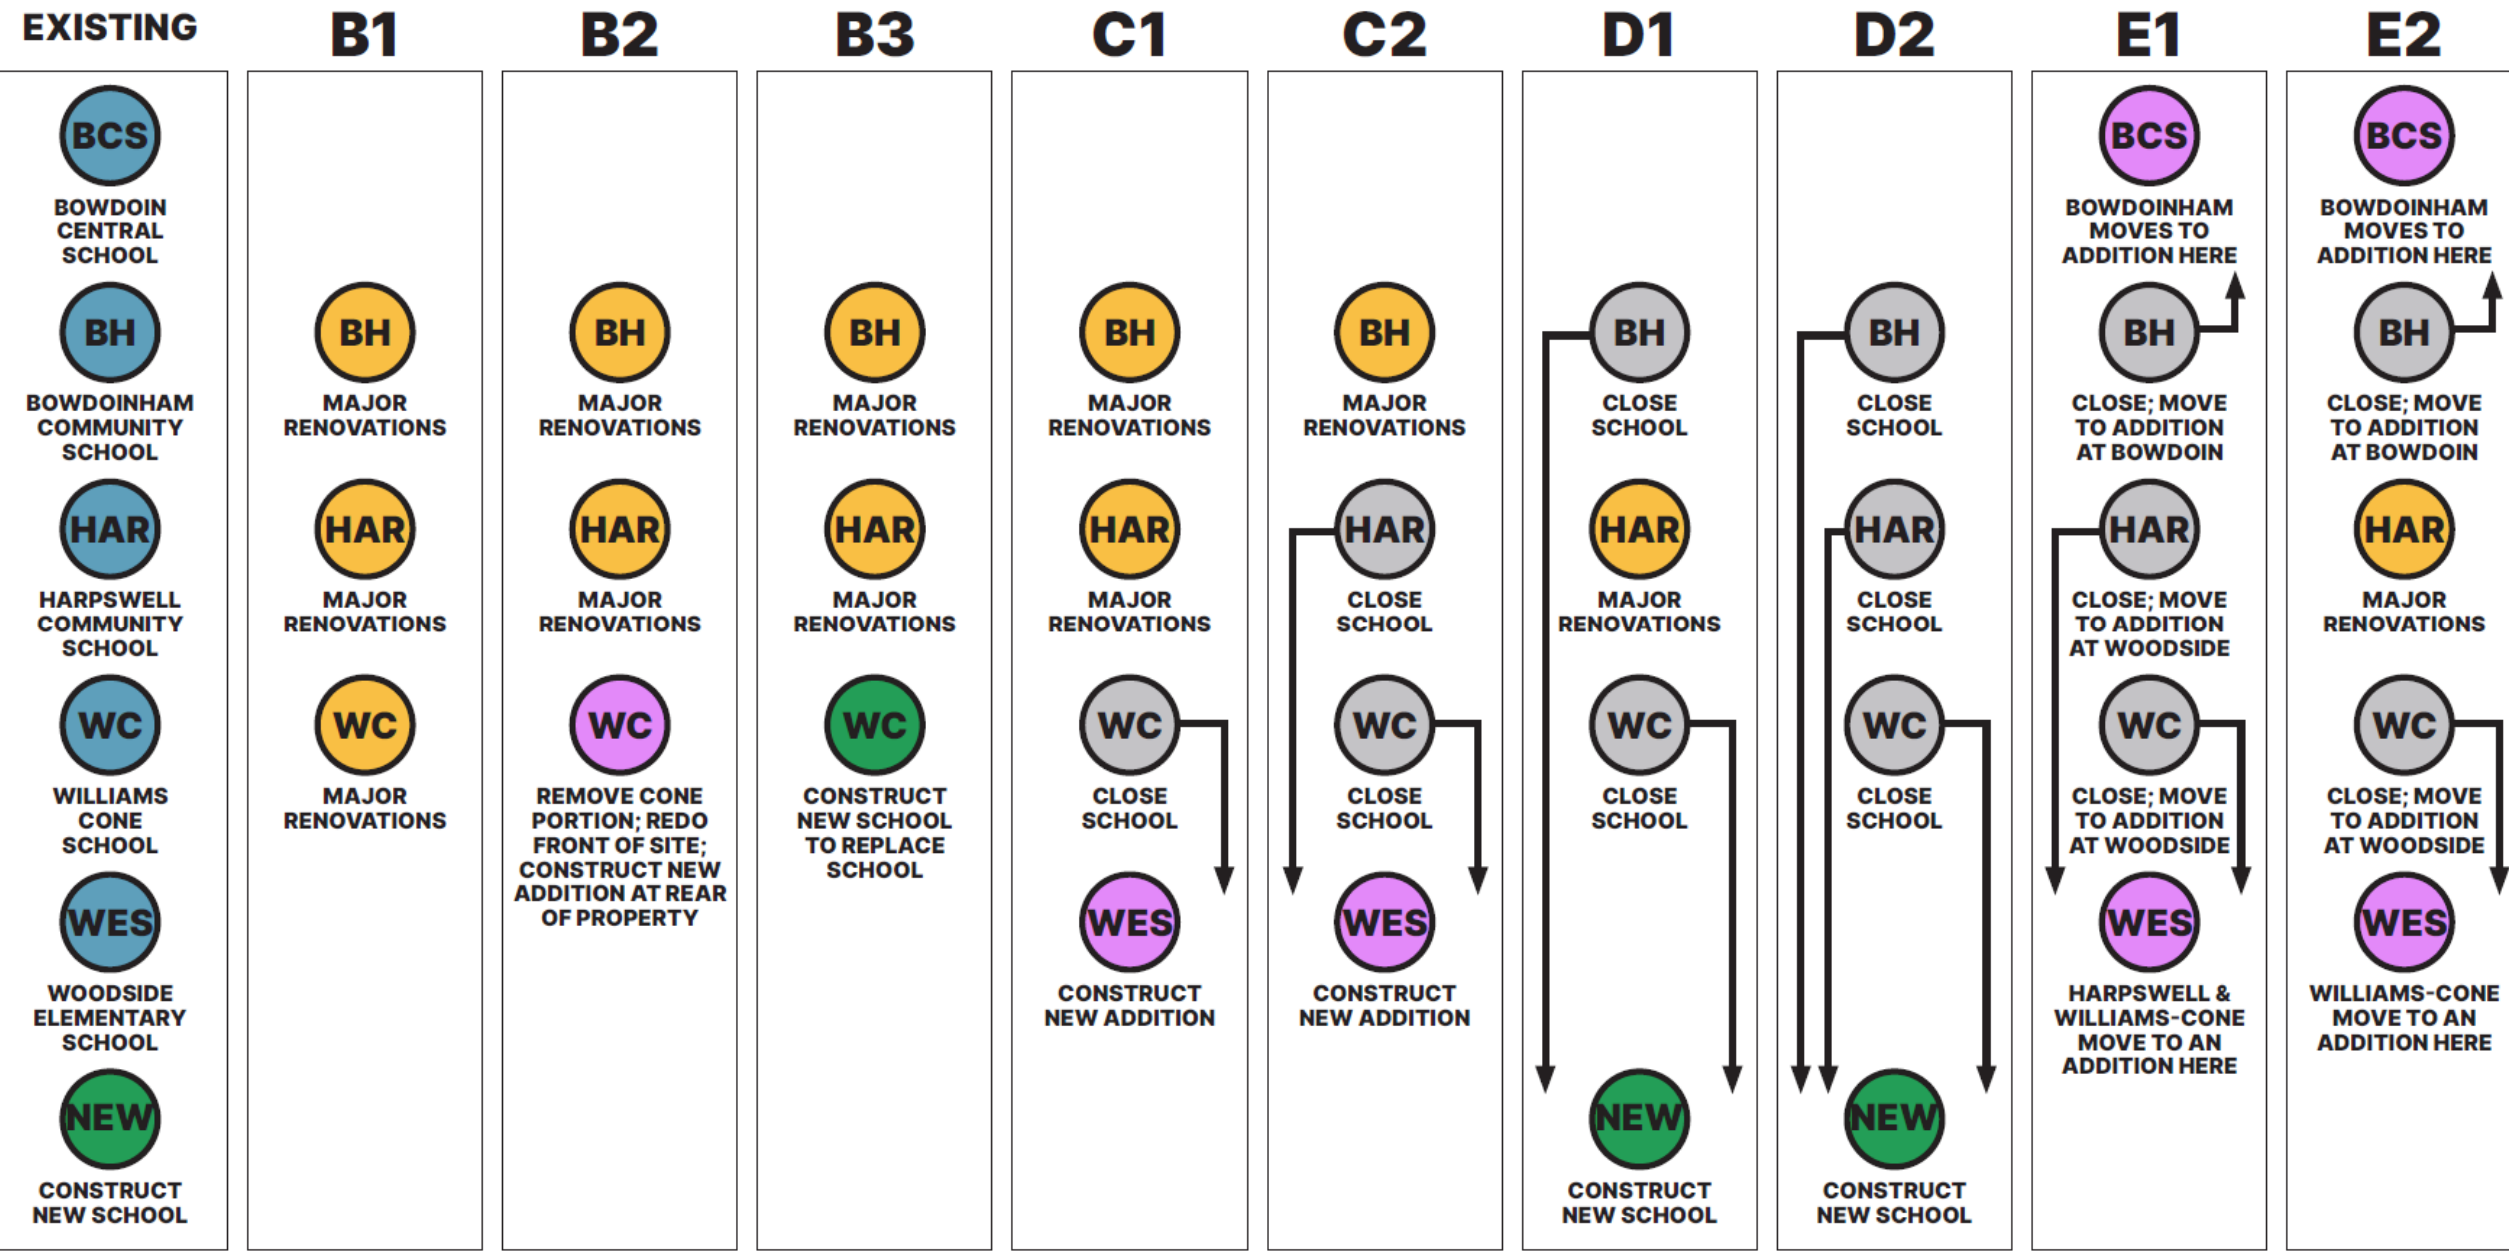 EXISTING
BCS
BOWDOIN
CENTRAL
SCHOOL
BH
BOWDOINHAM
COMMUNITY
SCHOOL
HAR
HARPSWELL
COMMUNITY
SCHOOL
WC
WILLIAMS
CONE
SCHOOL
WES
WOODSIDE
ELEMENTARY
SCHOOL
NEW
CONSTRUCT
NEW SCHOOL
B1
BH
MAJOR
RENOVATIONS
HAR
MAJOR
RENOVATIONS
WC
MAJOR
RENOVATIONS
B2
BH
MAJOR
RENOVATIONS
HAR
MAJOR
RENOVATIONS
WC
REMOVE CONE
PORTION; REDO
FRONT OF SITE;
CONSTRUCT NEW
ADDITION AT REAR
OF PROPERTY
B3
BH
MAJOR
RENOVATIONS
HAR
MAJOR
RENOVATIONS
WC
CONSTRUCT
NEW SCHOOL
TO REPLACE
SCHOOL
C1
BH
MAJOR
RENOVATIONS
HAR
MAJOR
RENOVATIONS
WC
CLOSE
SCHOOL
WES
CONSTRUCT
NEW ADDITION
C2
BH
MAJOR
RENOVATIONS
HAR
CLOSE
SCHOOL
WC
CLOSE
SCHOOL
WES
CONSTRUCT
NEW ADDITION
D1
BH
CLOSE
SCHOOL
HAR
MAJOR
RENOVATIONS
WC
CLOSE
SCHOOL
NEW
CONSTRUCT
NEW SCHOOL
D2
BH
CLOSE
SCHOOL
HAR
CLOSE
SCHOOL
WC
CLOSE
SCHOOL
NEW
CONSTRUCT
NEW SCHOOL
E1
BCS
BOWDOINHAM
MOVES TO
ADDITION HERE
BH
CLOSE; MOVE
TO ADDITION
AT BOWDOIN
HAR
CLOSE; MOVE
TO ADDITION
AT WOODSIDE
WC
CLOSE; MOVE
TO ADDITION
AT WOODSIDE
WES
HARPSWELL &
WILLIAMS-CONE
MOVE TO AN
ADDITION HERE
E2
BCS
BOWDOINHAM
MOVES TO
ADDITION HERE
BH
CLOSE; MOVE
TO ADDITION
AT BOWDOIN
HAR
MAJOR
RENOVATIONS
WC
CLOSE; MOVE
TO ADDITION
AT WOODSIDE
WES
WILLIAMS-CONE
MOVE TO AN
ADDITION HERE